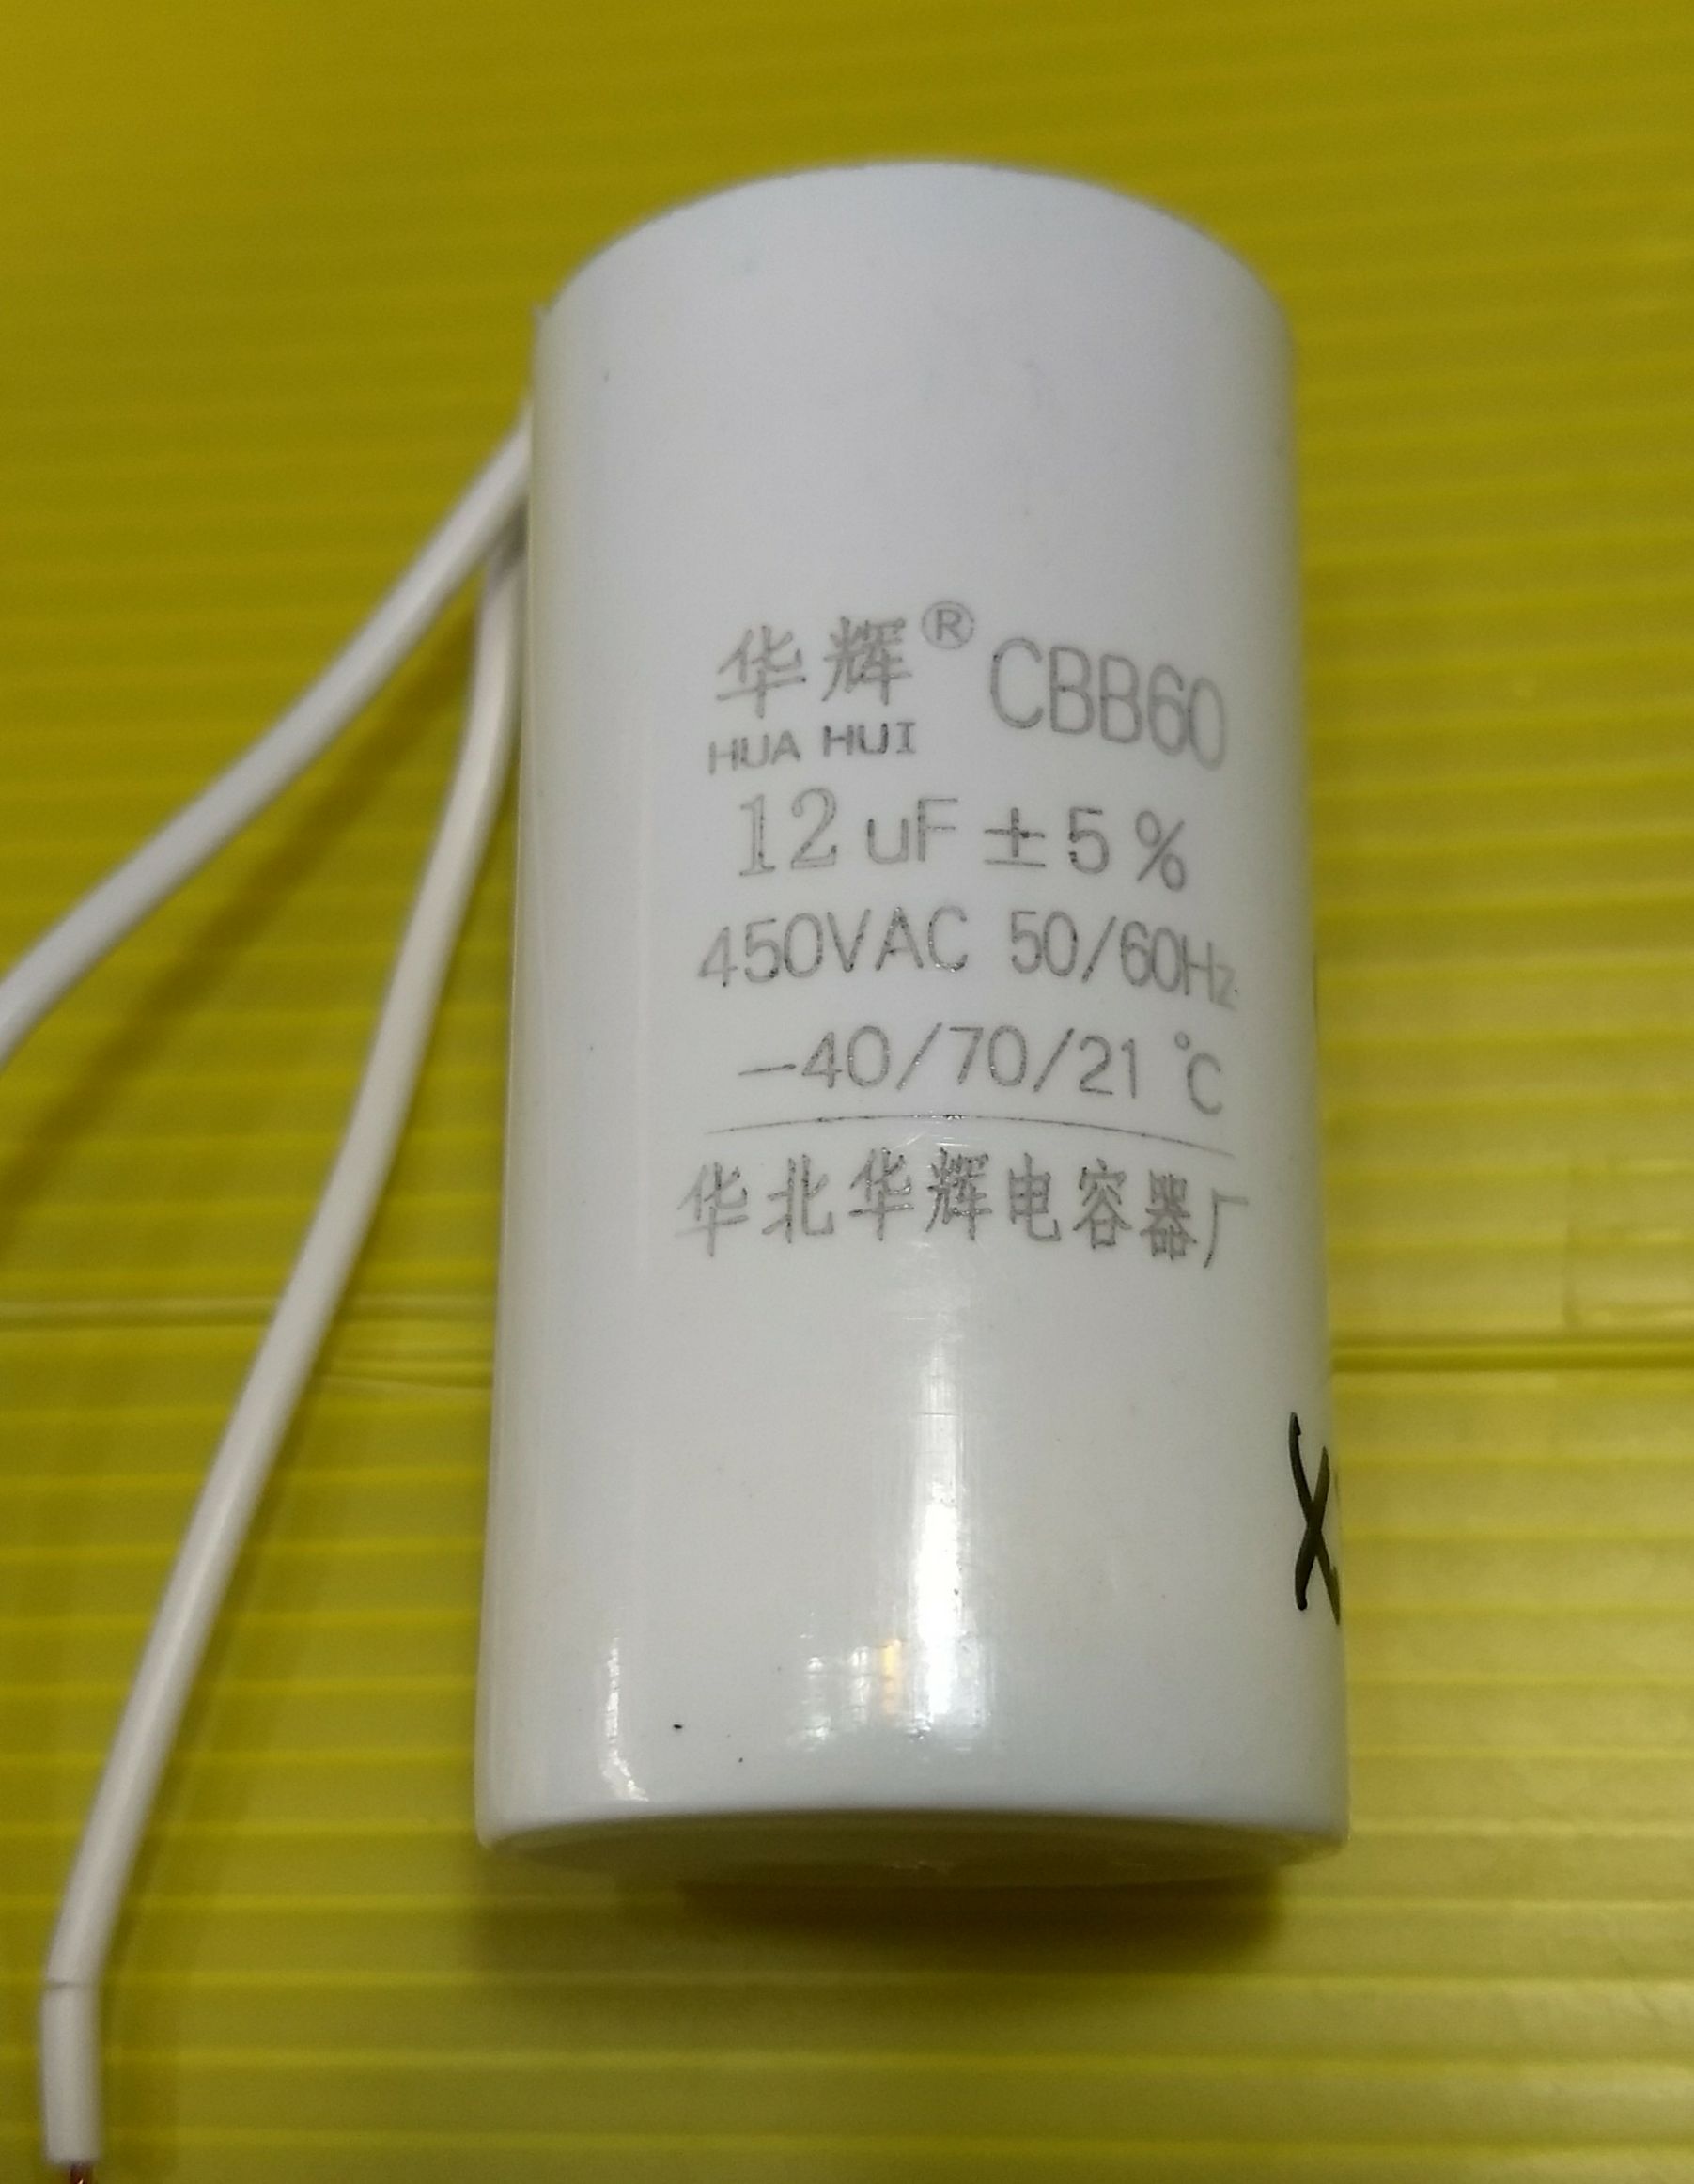 华辉® CBB60
HUA HUI
12 uF ± 5 %
450VAC 50/60Hz
-40/70/21 ℃
华北华辉电容器厂
X